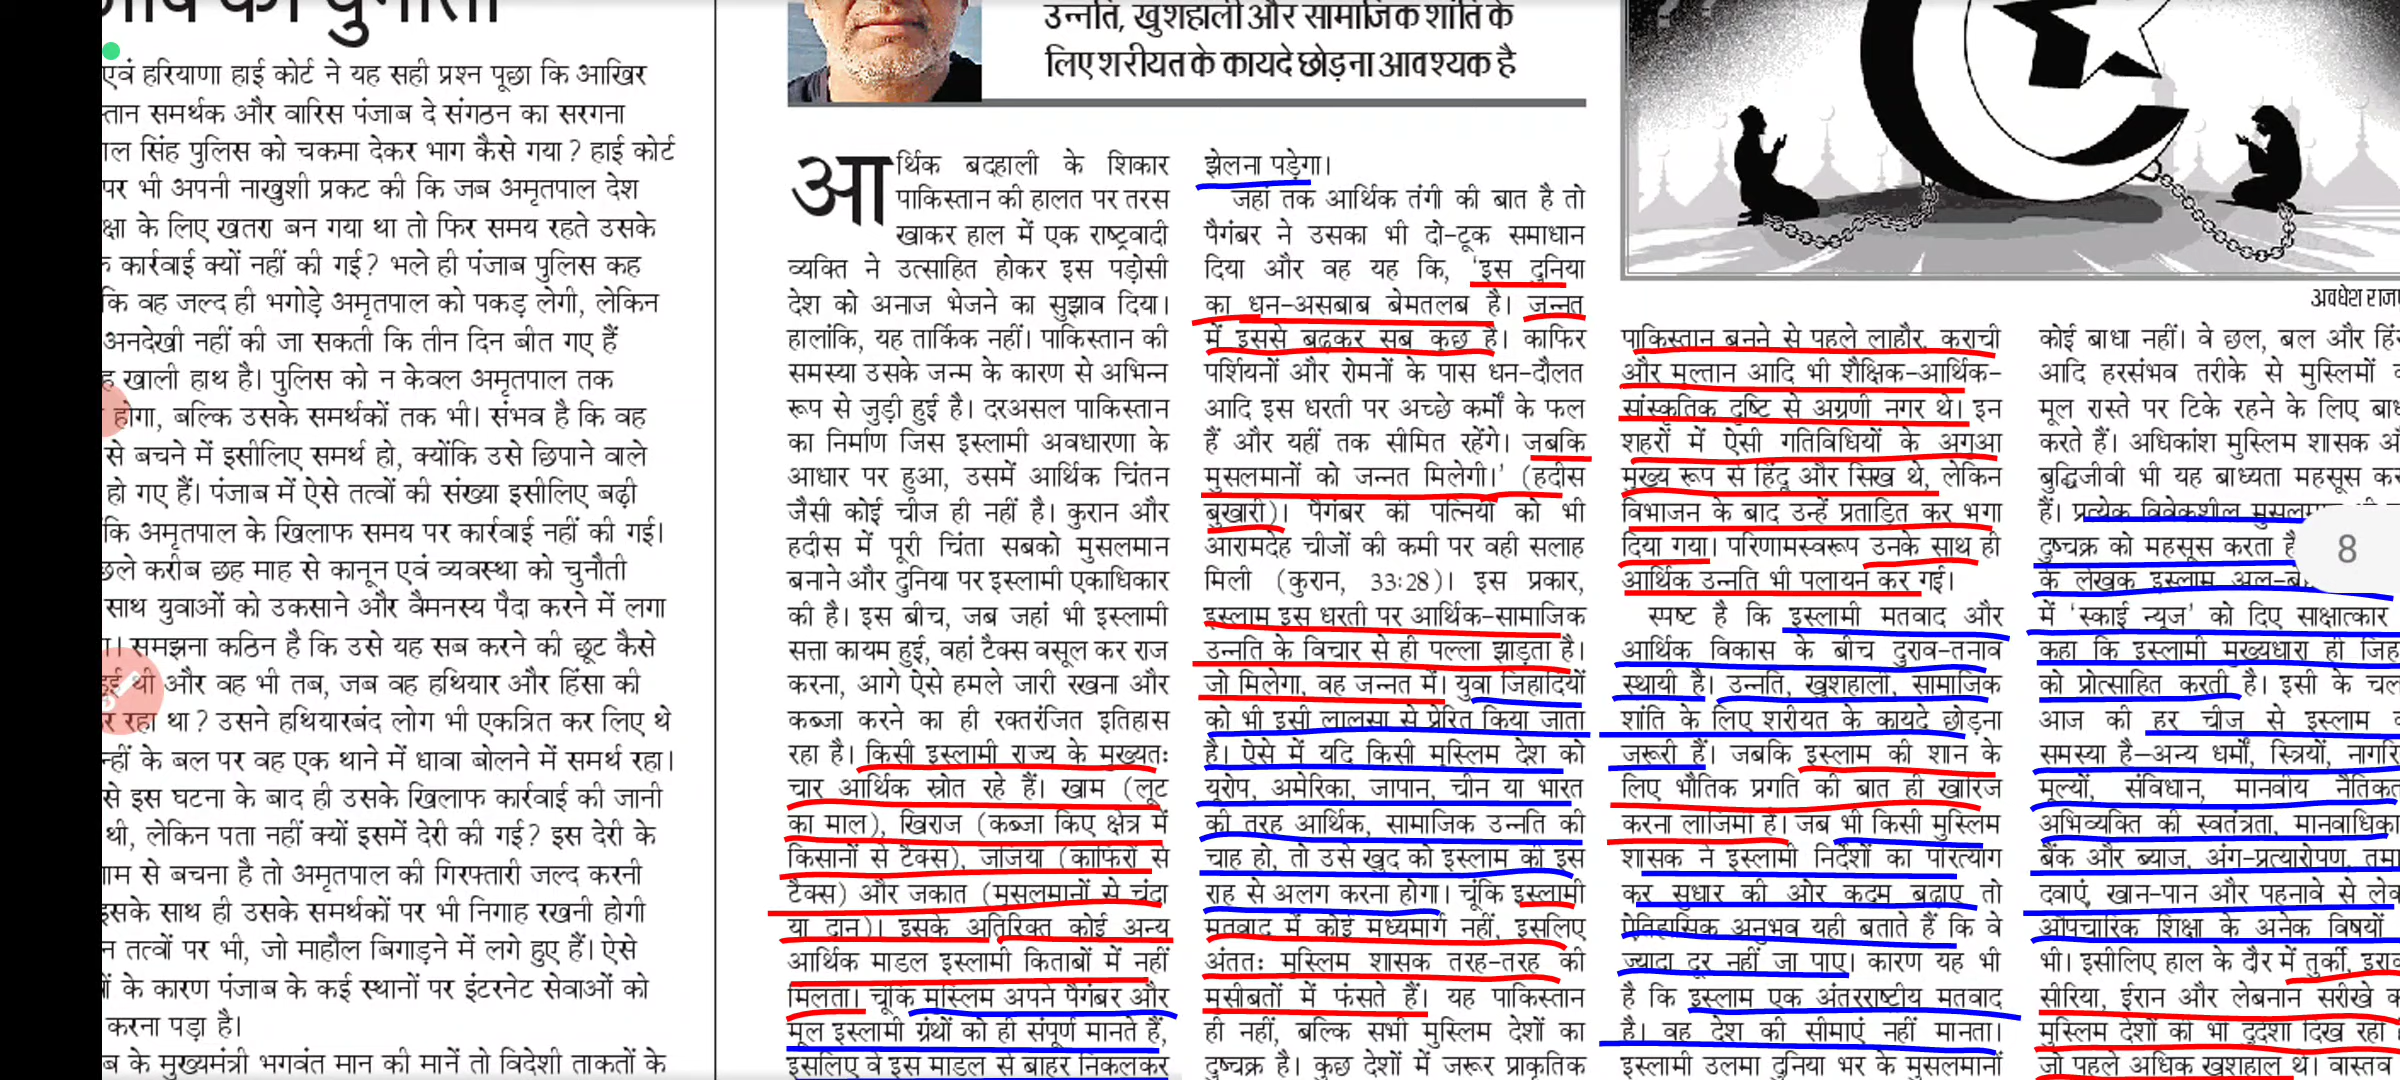 एवं हरियाणा हाई कोर्ट ने यह सही प्रश्न पूछा कि आखिर
तान समर्थक और वारिस पंजाब दे संगठन का सरगना
ाल सिंह पुलिस को चकमा देकर भाग कैसे गया? हाई कोर्ट
पर भी अपनी नाखुशी प्रकट की कि जब अमृतपाल देश
क्षा के लिए खतरा बन गया था तो फिर समय रहते उसके
कार्रवाई क्यों नहीं की गई? भले ही पंजाब पुलिस कह
कि वह जल्द ही भगोड़े अमृतपाल को पकड़ लेगी, लेकिन
अनदेखी नहीं की जा सकती कि तीन दिन बीत गए हैं
ह खाली हाथ है। पुलिस को न केवल अमृतपाल तक
होगा, बल्कि उसके समर्थकों तक भी। संभव है कि वह
से बचने में इसीलिए समर्थ हो, क्योंकि उसे छिपाने वाले
हो गए हैं। पंजाब में ऐसे तत्वों की संख्या इसीलिए बढ़ी
कि अमृतपाल के खिलाफ समय पर कार्रवाई नहीं की गई।
छले करीब छह माह से कानून एवं व्यवस्था को चुनौती
साथ युवाओं को उकसाने और वैमनस्य पैदा करने में लगा
ा। समझना कठिन है कि उसे यह सब करने की छूट कैसे
हुई थी और वह भी तब, जब वह हथियार और हिंसा की
र रहा था? उसने हथियारबंद लोग भी एकत्रित कर लिए थे
न्हीं के बल पर वह एक थाने में धावा बोलने में समर्थ रहा।
से इस घटना के बाद ही उसके खिलाफ कार्रवाई की जानी
थी, लेकिन पता नहीं क्यों इसमें देरी की गई? इस देरी के
ाम से बचना है तो अमृतपाल की गिरफ्तारी जल्द करनी
इसके साथ ही उसके समर्थकों पर भी निगाह रखनी होगी
न तत्वों पर भी, जो माहौल बिगाड़ने में लगे हुए हैं। ऐसे
ों के कारण पंजाब के कई स्थानों पर इंटरनेट सेवाओं को
करना पड़ा है।
ब के मुख्यमंत्री भगवंत मान की मानें तो विदेशी ताकतों के
उन्नति, खुशहाली और सामाजिक शांति के
लिए शरीयत के कायदे छोड़ना आवश्यक है
आर्थिक बदहाली के शिकार
पाकिस्तान की हालत पर तरस
खाकर हाल में एक राष्ट्रवादी
व्यक्ति ने उत्साहित होकर इस पड़ोसी
देश को अनाज भेजने का सुझाव दिया।
हालांकि, यह तार्किक नहीं। पाकिस्तान की
समस्या उसके जन्म के कारण से अभिन्न
रूप से जुड़ी हुई है। दरअसल पाकिस्तान
का निर्माण जिस इस्लामी अवधारणा के
आधार पर हुआ, उसमें आर्थिक चिंतन
जैसी कोई चीज ही नहीं है। कुरान और
हदीस में पूरी चिंता सबको मुसलमान
बनाने और दुनिया पर इस्लामी एकाधिकार
की है। इस बीच, जब जहां भी इस्लामी
सत्ता कायम हुई, वहां टैक्स वसूल कर राज
करना, आगे ऐसे हमले जारी रखना और
कब्जा करने का ही रक्तरंजित इतिहास
रहा है। किसी इस्लामी राज्य के मुख्यतः
चार आर्थिक स्रोत रहे हैं। खाम (लूट
का माल), खिराज (कब्जा किए क्षेत्र में
किसानों से टैक्स), जजिया (काफिरों से
टैक्स) और जकात (मुसलमानों से चंदा
या दान)। इसके अतिरिक्त कोई अन्य
आर्थिक माडल इस्लामी किताबों में नहीं
मिलता। चूंकि मुस्लिम अपने पैगंबर और
मूल इस्लामी ग्रंथों को ही संपूर्ण मानते हैं,
इसलिए वे इस माडल से बाहर निकलकर
झेलना पड़ेगा।
जहां तक आर्थिक तंगी की बात है तो
पैगंबर ने उसका भी दो-टूक समाधान
दिया और वह यह कि, 'इस दुनिया
का धन-असबाब बेमतलब है। जन्नत
में इससे बढ़कर सब कुछ है। काफिर
पर्शियनों और रोमनों के पास धन-दौलत
आदि इस धरती पर अच्छे कर्मों के फल
हैं और यहीं तक सीमित रहेंगे। जबकि
मुसलमानों को जन्नत मिलेगी।' (हदीस
बुखारी)। पैगंबर की पत्नियों को भी
आरामदेह चीजों की कमी पर वही सलाह
मिली (कुरान, 33:28)। इस प्रकार,
इस्लाम इस धरती पर आर्थिक-सामाजिक
उन्नति के विचार से ही पल्ला झाड़ता है।
जो मिलेगा, वह जन्नत में। युवा जिहादियों
को भी इसी लालसा से प्रेरित किया जाता
है। ऐसे में यदि किसी मुस्लिम देश को
यूरोप, अमेरिका, जापान, चीन या भारत
की तरह आर्थिक, सामाजिक उन्नति की
चाह हो, तो उसे खुद को इस्लाम की इस
राह से अलग करना होगा। चूंकि इस्लामी
मतवाद में कोई मध्यमार्ग नहीं, इसलिए
अंततः मुस्लिम शासक तरह-तरह की
मुसीबतों में फंसते हैं। यह पाकिस्तान
ही नहीं, बल्कि सभी मुस्लिम देशों का
दुष्चक्र है। कुछ देशों में जरूर प्राकृतिक
अवधेश राज
पाकिस्तान बनने से पहले लाहौर, कराची
और मुल्तान आदि भी शैक्षिक-आर्थिक-
सांस्कृतिक दृष्टि से अग्रणी नगर थे। इन
शहरों में ऐसी गतिविधियों के अगुआ
मुख्य रूप से हिंदू और सिख थे, लेकिन
विभाजन के बाद उन्हें प्रताड़ित कर भगा
दिया गया। परिणामस्वरूप उनके साथ ही
आर्थिक उन्नति भी पलायन कर गई।
स्पष्ट है कि इस्लामी मतवाद और
आर्थिक विकास के बीच दुराव-तनाव
स्थायी है। उन्नति, खुशहाली, सामाजिक
शांति के लिए शरीयत के कायदे छोड़ना
जरूरी हैं। जबकि इस्लाम की शान के
लिए भौतिक प्रगति की बात ही खारिज
करना लाजिमी है। जब भी किसी मुस्लिम
शासक ने इस्लामी निर्देशों का परित्याग
कर सुधार की ओर कदम बढ़ाए तो
ऐतिहासिक अनुभव यही बताते हैं कि वे
ज्यादा दूर नहीं जा पाए। कारण यह भी
है कि इस्लाम एक अंतरराष्ट्रीय मतवाद
है। वह देश की सीमाएं नहीं मानता।
इस्लामी उलमा दुनिया भर के मुसलमानों
कोई बाधा नहीं। वे छल, बल और हिं
आदि हरसंभव तरीके से मुस्लिमों
मूल रास्ते पर टिके रहने के लिए बाध
करते हैं। अधिकांश मुस्लिम शासक औ
बुद्धिजीवी भी यह बाध्यता महसूस कर
हैं। प्रत्येक विवेकशील मुसलम
दुष्चक्र को महसूस करता है
के लेखक इस्लाम अल-ब
में 'स्काई न्यूज' को दिए साक्षात्कार
कहा कि इस्लामी मुख्यधारा ही जिह
को प्रोत्साहित करती है। इसी के चल
आज की हर चीज से इस्लाम
समस्या है-अन्य धर्मों, स्त्रियों, नागरि
मूल्यों, संविधान, मानवीय नैतिकत
अभिव्यक्ति की स्वतंत्रता, मानवाधिका
बैंक और ब्याज, अंग-प्रत्यारोपण, तमा
दवाएं, खान-पान और पहनावे से लेक
औपचारिक शिक्षा के अनेक विषयों
भी। इसीलिए हाल के दौर में तुर्की, इरा
सीरिया, ईरान और लेबनान सरीखे
मुस्लिम देशों की भी दुर्दशा दिख रही
जो पहले अधिक खुशहाल थे। वास्तव
8